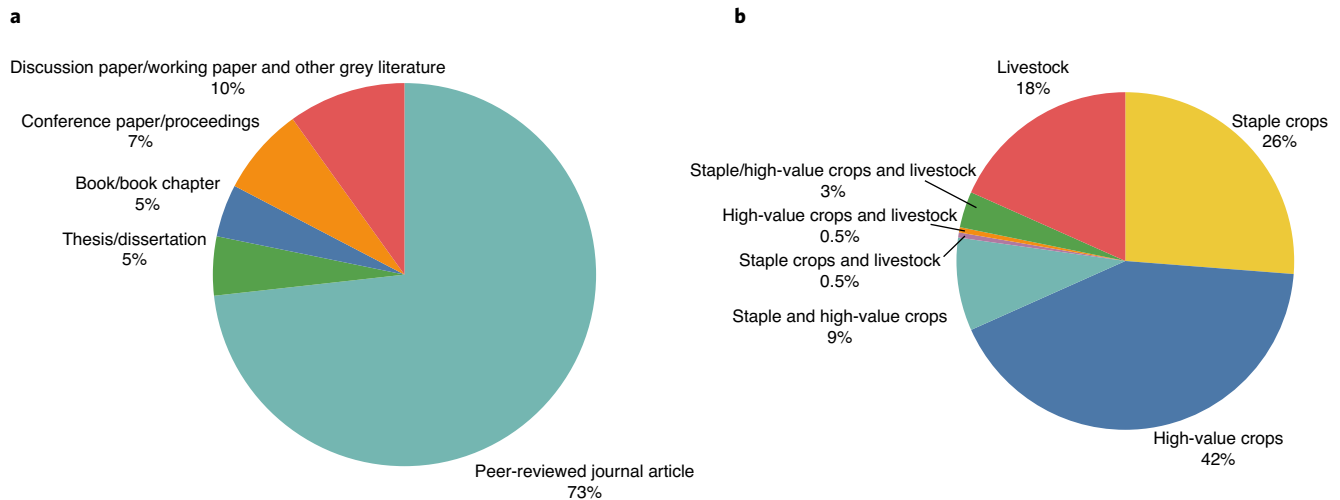 a
Discussion paper/working paper and other grey literature
10%
Conference paper/proceedings
7%
Book/book chapter
5%
Thesis/dissertation
5%
Peer-reviewed journal article
73%
b
Livestock
18%
Staple crops
26%
Staple/high-value crops and livestock
3%
High-value crops and livestock
0.5%
Staple crops and livestock
0.5%
Staple and high-value crops
9%
High-value crops
42%